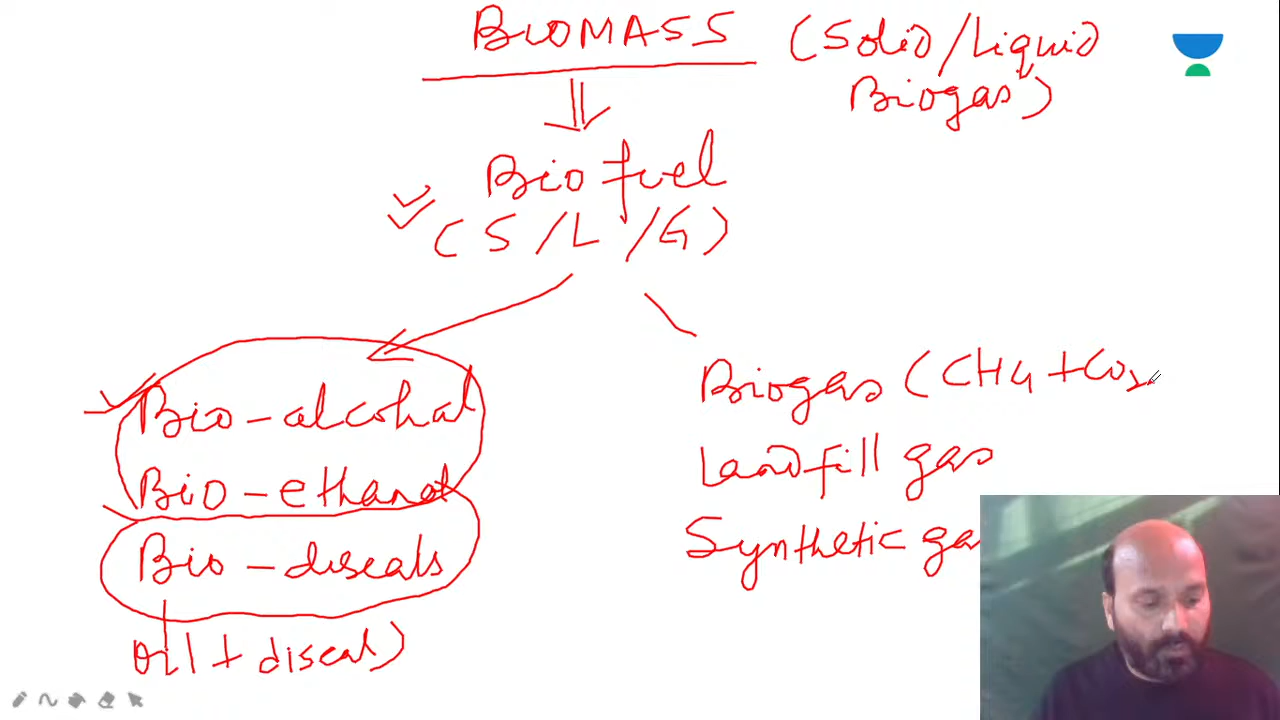 BIOMASS (Solid/Liquid
Biogas)
Bio fuel
(S/L/G)
Bio-alcohal
Bio-ethanol
Bio-diseals
Oil + diseal)
Biogas (CH4+CO2
Landfill gas
Synthetic gas